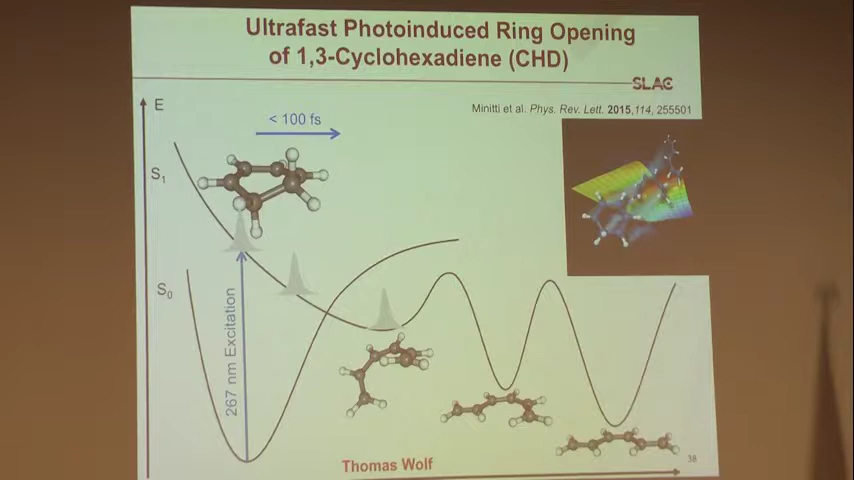 Ultrafast Photoinduced Ring Opening
of 1,3-Cyclohexadiene (CHD)
SLAC
Minitti et al. Phys. Rev. Lett. 2015, 114, 255501
E
< 100 fs
S1
S0
267 nm Excitation
Thomas Wolf
38